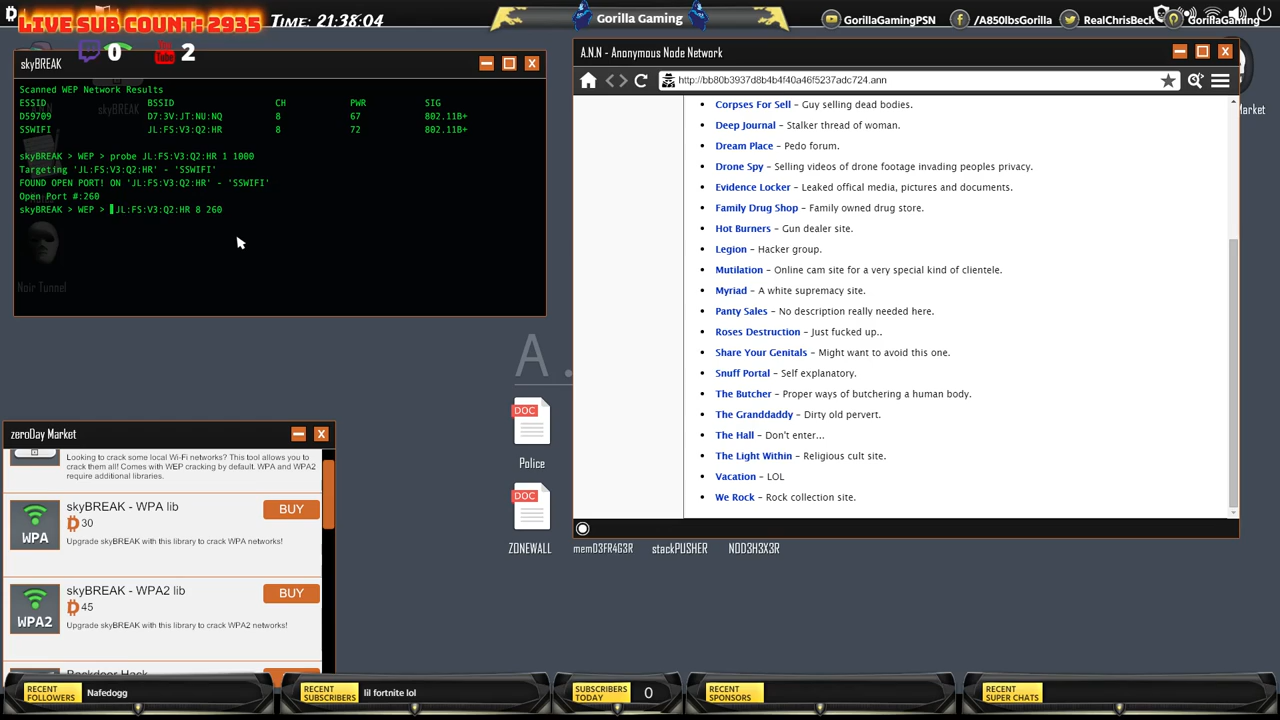 LIVE SUB COUNT: 2935
TIME: 21:38:04
Gorilla Gaming
GorillaGamingPSN
/A850lbsGorilla
RealChrisBeck
GorillaGaming
0
2
skyBREAK
Scanned WEP Network Results
ESSID BSSID CH PWR SIG
D59709 D7:3V:JT:NU:NQ 8 67 802.11B+
SSWIFI JL:FS:V3:Q2:HR 8 72 802.11B+
skyBREAK > WEP > probe JL:FS:V3:Q2:HR 1 1000
Targeting 'JL:FS:V3:Q2:HR' - 'SSWIFI'
FOUND OPEN PORT! ON 'JL:FS:V3:Q2:HR' - 'SSWIFI'
Open Port #:260
skyBREAK > WEP > JL:FS:V3:Q2:HR 8 260
skyBREAK
Noir Tunnel
A.N.N - Anonymous Node Network
http://bb80b3937d8b4b4f40a46f5237adc724.ann
Market
Corpses For Sell – Guy selling dead bodies.
Deep Journal – Stalker thread of woman.
Dream Place – Pedo forum.
Drone Spy – Selling videos of drone footage invading peoples privacy.
Evidence Locker – Leaked offical media, pictures and documents.
Family Drug Shop – Family owned drug store.
Hot Burners – Gun dealer site.
Legion – Hacker group.
Mutilation – Online cam site for a very special kind of clientele.
Myriad – A white supremacy site.
Panty Sales – No description really needed here.
Roses Destruction – Just fucked up..
Share Your Genitals – Might want to avoid this one.
Snuff Portal – Self explanatory.
The Butcher – Proper ways of butchering a human body.
The Granddaddy – Dirty old pervert.
The Hall – Don't enter...
The Light Within – Religious cult site.
Vacation – LOL
We Rock – Rock collection site.
A.
DOC
Police
DOC
ZONEWALL
memD3FR4G3R
stackPUSHER
NOD3H3X3R
zeroDay Market
Looking to crack some local Wi-Fi networks? This tool allows you to
crack them all! Comes with WEP cracking by default. WPA and WPA2
require additional libraries.
WPA
skyBREAK - WPA lib
BUY
30
Upgrade skyBREAK with this library to crack WPA networks!
WPA2
skyBREAK - WPA2 lib
BUY
45
Upgrade skyBREAK with this library to crack WPA2 networks!
Backdoor Hack
RECENT FOLLOWERS
Nafedogg
RECENT SUBSCRIBERS
lil fortnite lol
SUBSCRIBERS TODAY
0
RECENT SPONSORS
RECENT SUPER CHATS